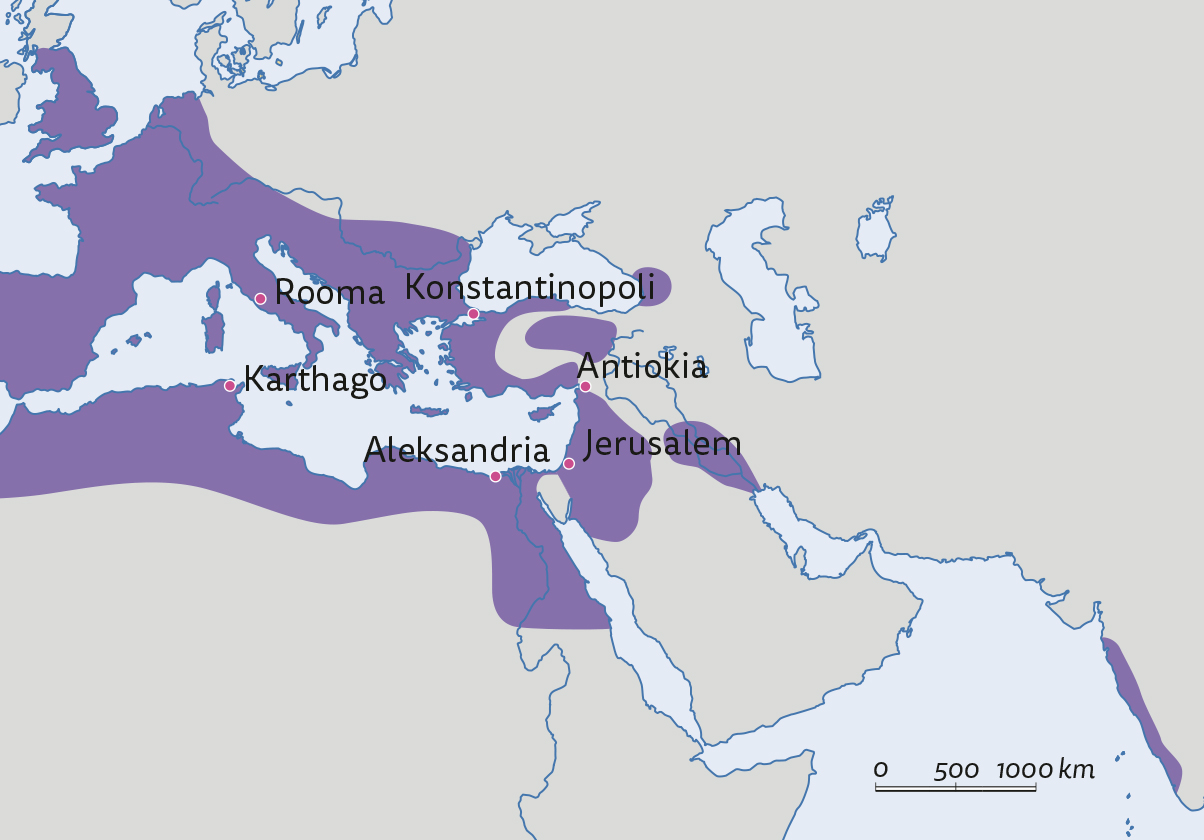 Rooma
Konstantinopoli
Antiokia
Karthago
Aleksandria
Jerusalem
0 500 1000 km